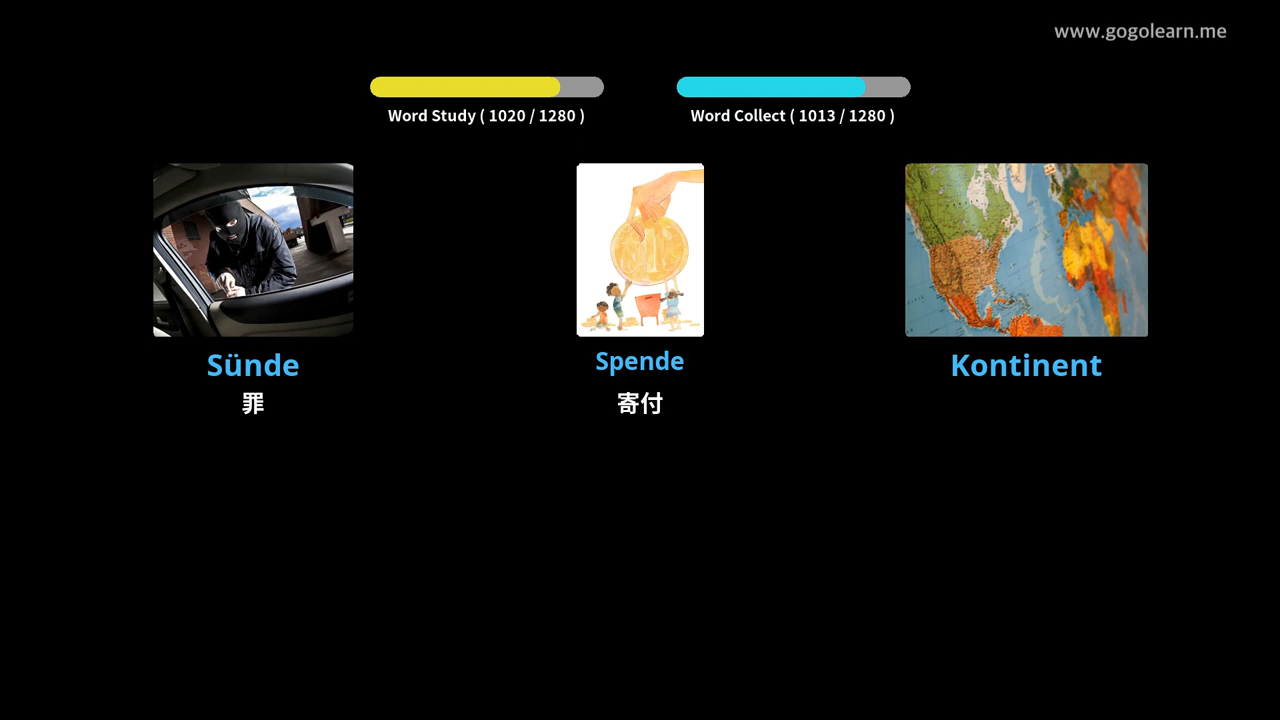 www.gogolearn.me
Word Study ( 1020 / 1280 )
Word Collect ( 1013 / 1280 )
Sünde
Spende
Kontinent
罪
寄付